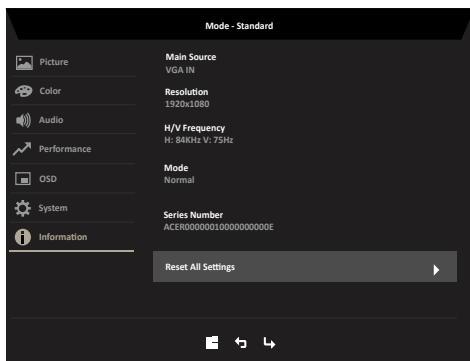 Mode - Standard
Picture
Color
Audio
Performance
OSD
System
Information
Main Source
VGA IN
Resolution
1920x1080
H/V Frequency
H: 84KHz V: 75Hz
Mode
Normal
Series Number
ACER00000010000000000E
Reset All Settings